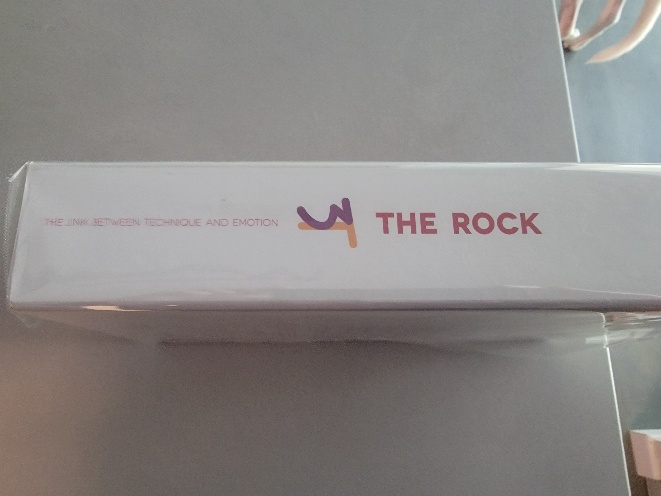 THE LINK BETWEEN TECHNIQUE AND EMOTION THE ROCK